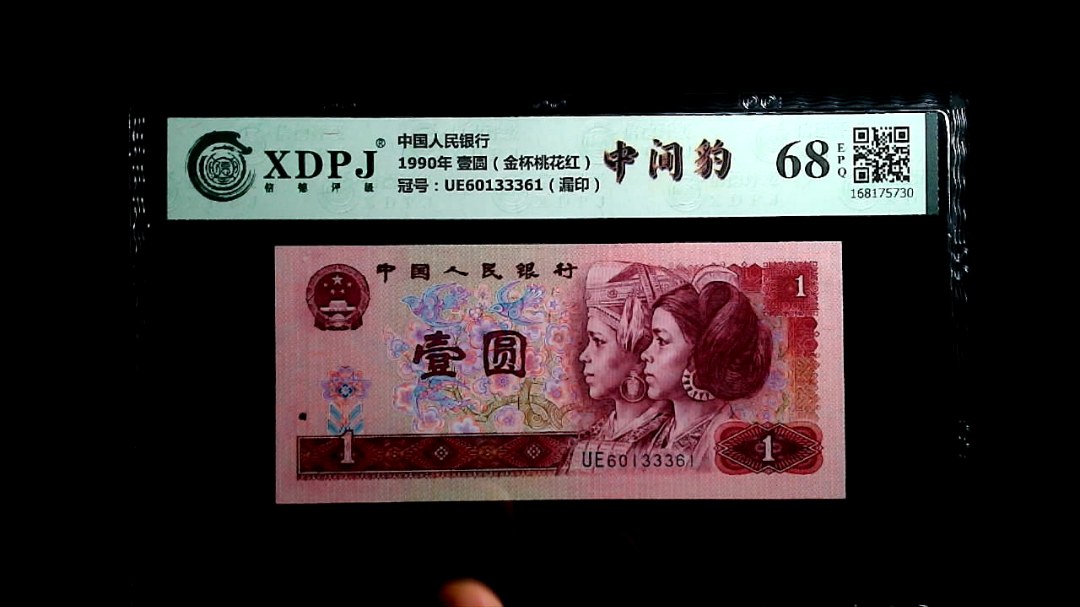 XDPJ®
信德评级
中国人民银行
1990年 壹圆（金杯桃花红）
冠号：UE60133361（漏印）
中间豹
68
EPQ
168175730
中国人民银行
1
壹圆
1
UE60133361
1